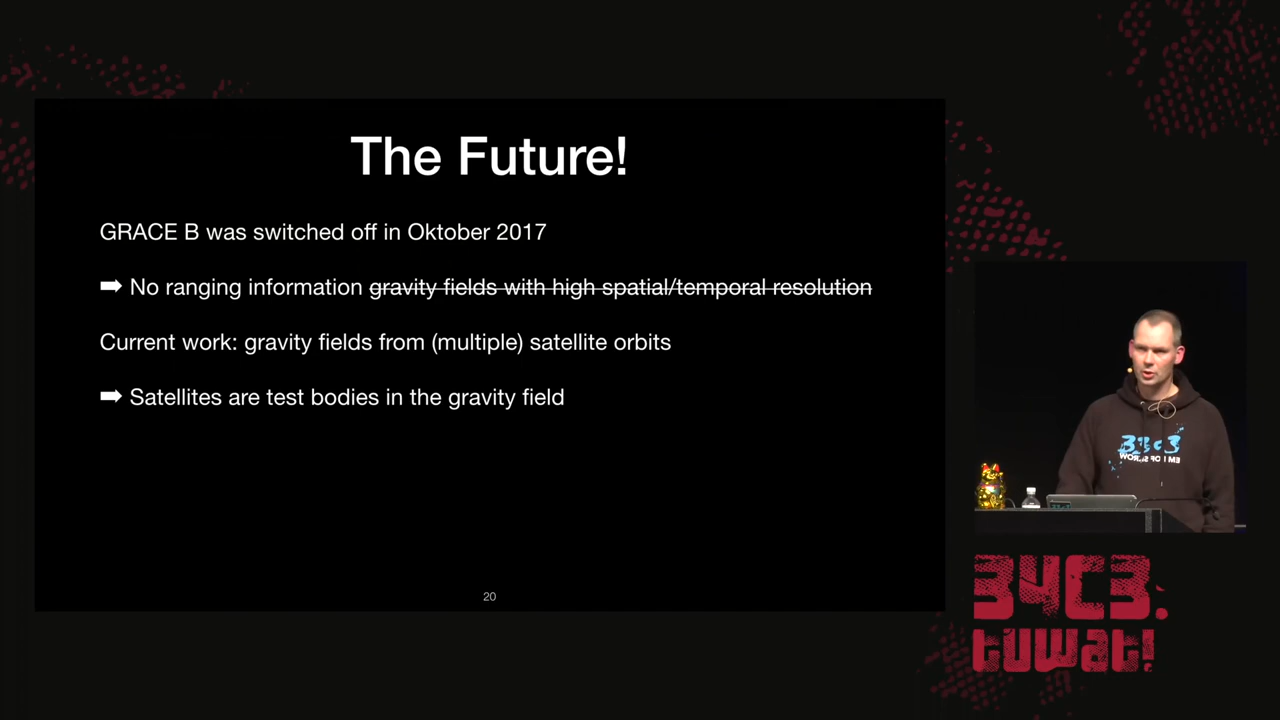 The Future!
GRACE B was switched off in Oktober 2017
➡ No ranging information gravity fields with high spatial/temporal resolution
Current work: gravity fields from (multiple) satellite orbits
➡ Satellites are test bodies in the gravity field
20
33C3
34C3.
tuwat!